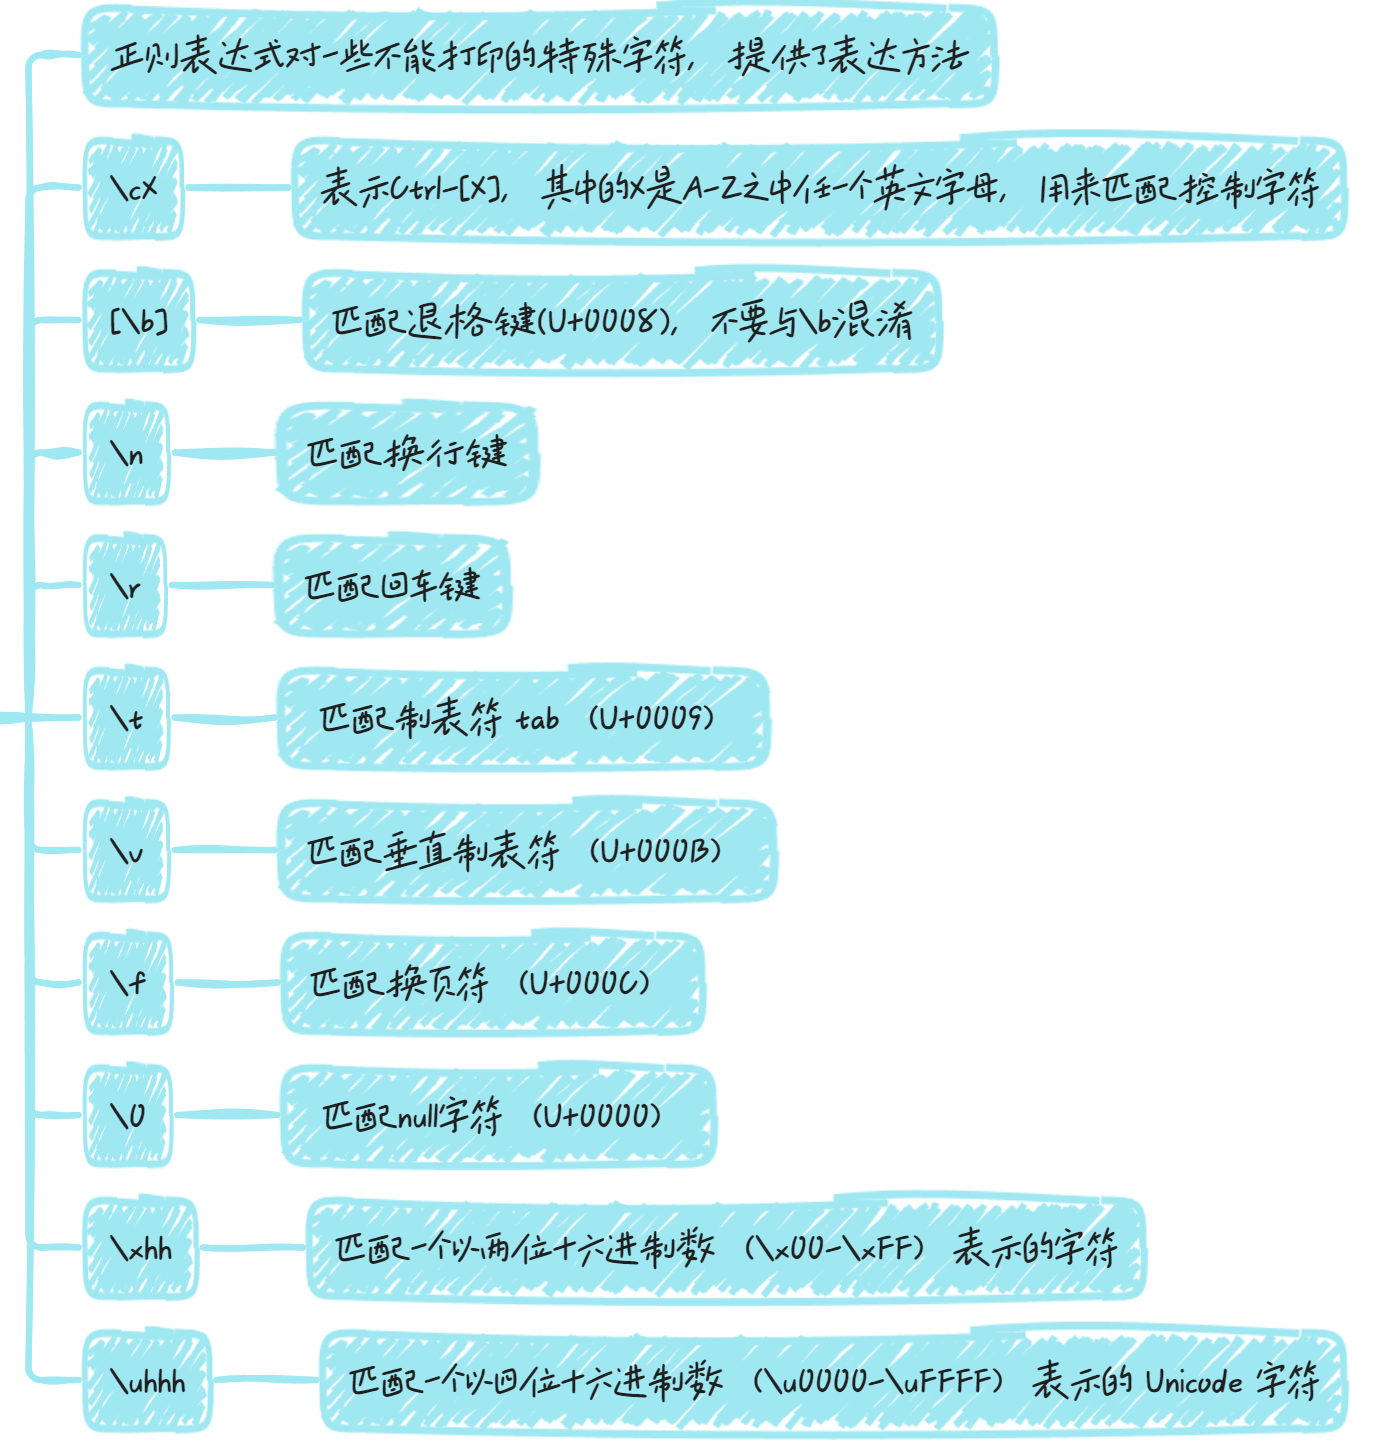 正则表达式对一些不能打印的特殊字符， 提供了表达方法
\cX 表示Ctrl-[X]， 其中的X是A-Z之中任一个英文字母， 用来匹配控制字符
[\b] 匹配退格键(U+0008)， 不要与\b混淆
\n 匹配换行键
\r 匹配回车键
\t 匹配制表符 tab （U+0009）
\v 匹配垂直制表符 （U+000B）
\f 匹配换页符 （U+000C）
\0 匹配null字符 （U+0000）
\xhh 匹配一个以两位十六进制数 （\x00-\xFF） 表示的字符
\uhhh 匹配一个以四位十六进制数 （\u0000-\uFFFF） 表示的 Unicode 字符